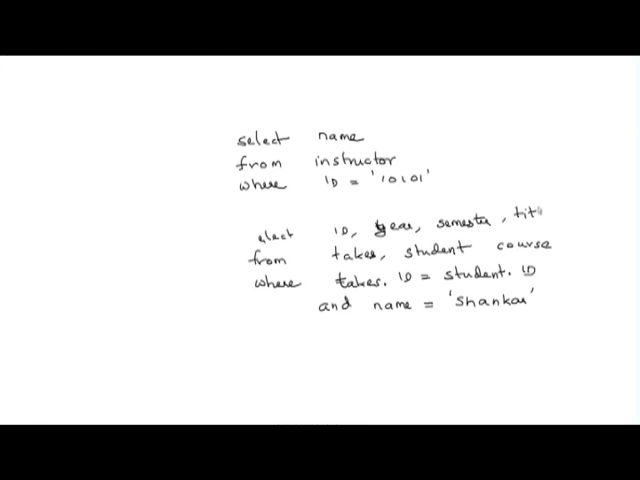 select name
from instructor
where ID = '10101'
select ID, year, semester, titl
from takes, student course
where takes. ID = student. ID
and name = 'Shankar'